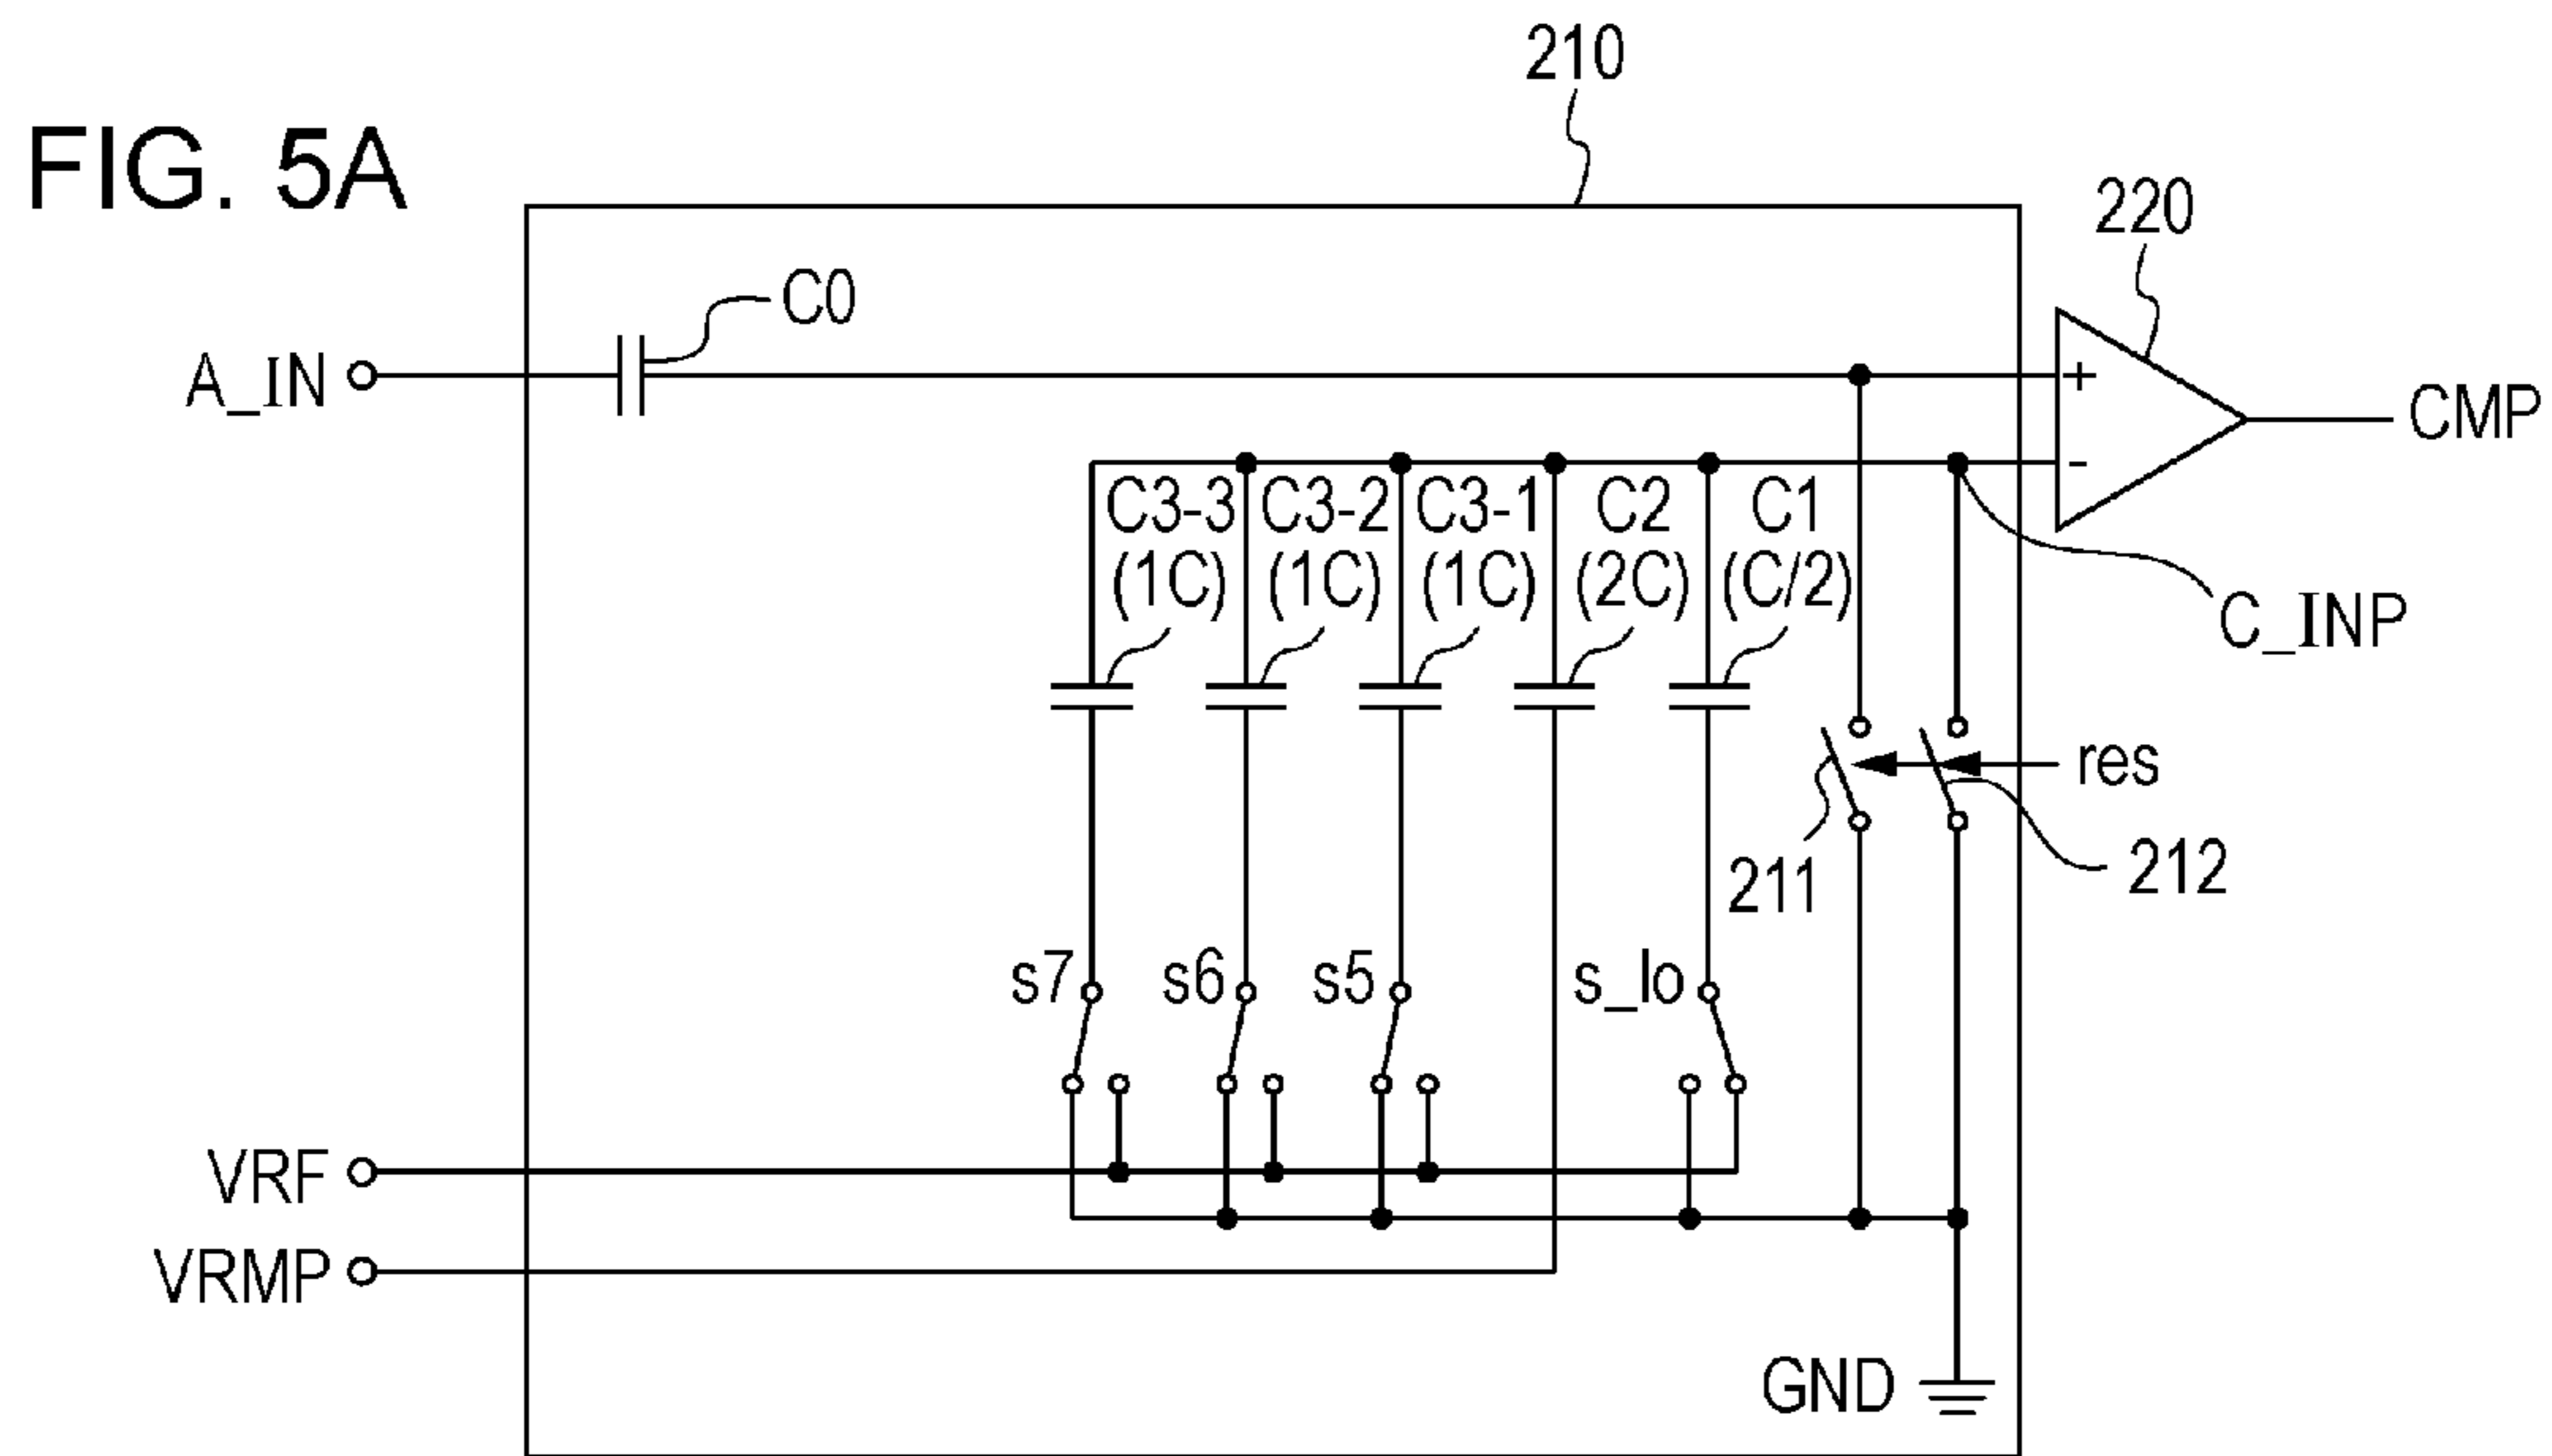 FIG. 5A
210
220
C0
A_IN
+
CMP
-
C3-3 C3-2 C3-1 C2 C1
(1C) (1C) (1C) (2C) (C/2)
C_INP
res
211
212
s7 s6 s5 s_lo
VRF
VRMP
GND